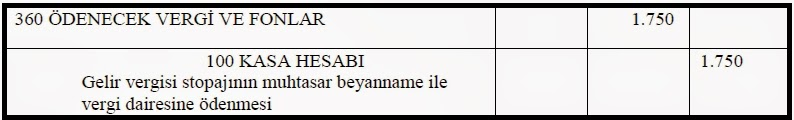 360 ÖDENECEK VERGİ VE FONLAR 1.750
100 KASA HESABI 1.750
Gelir vergisi stopajının muhtasar beyanname ile
vergi dairesine ödenmesi